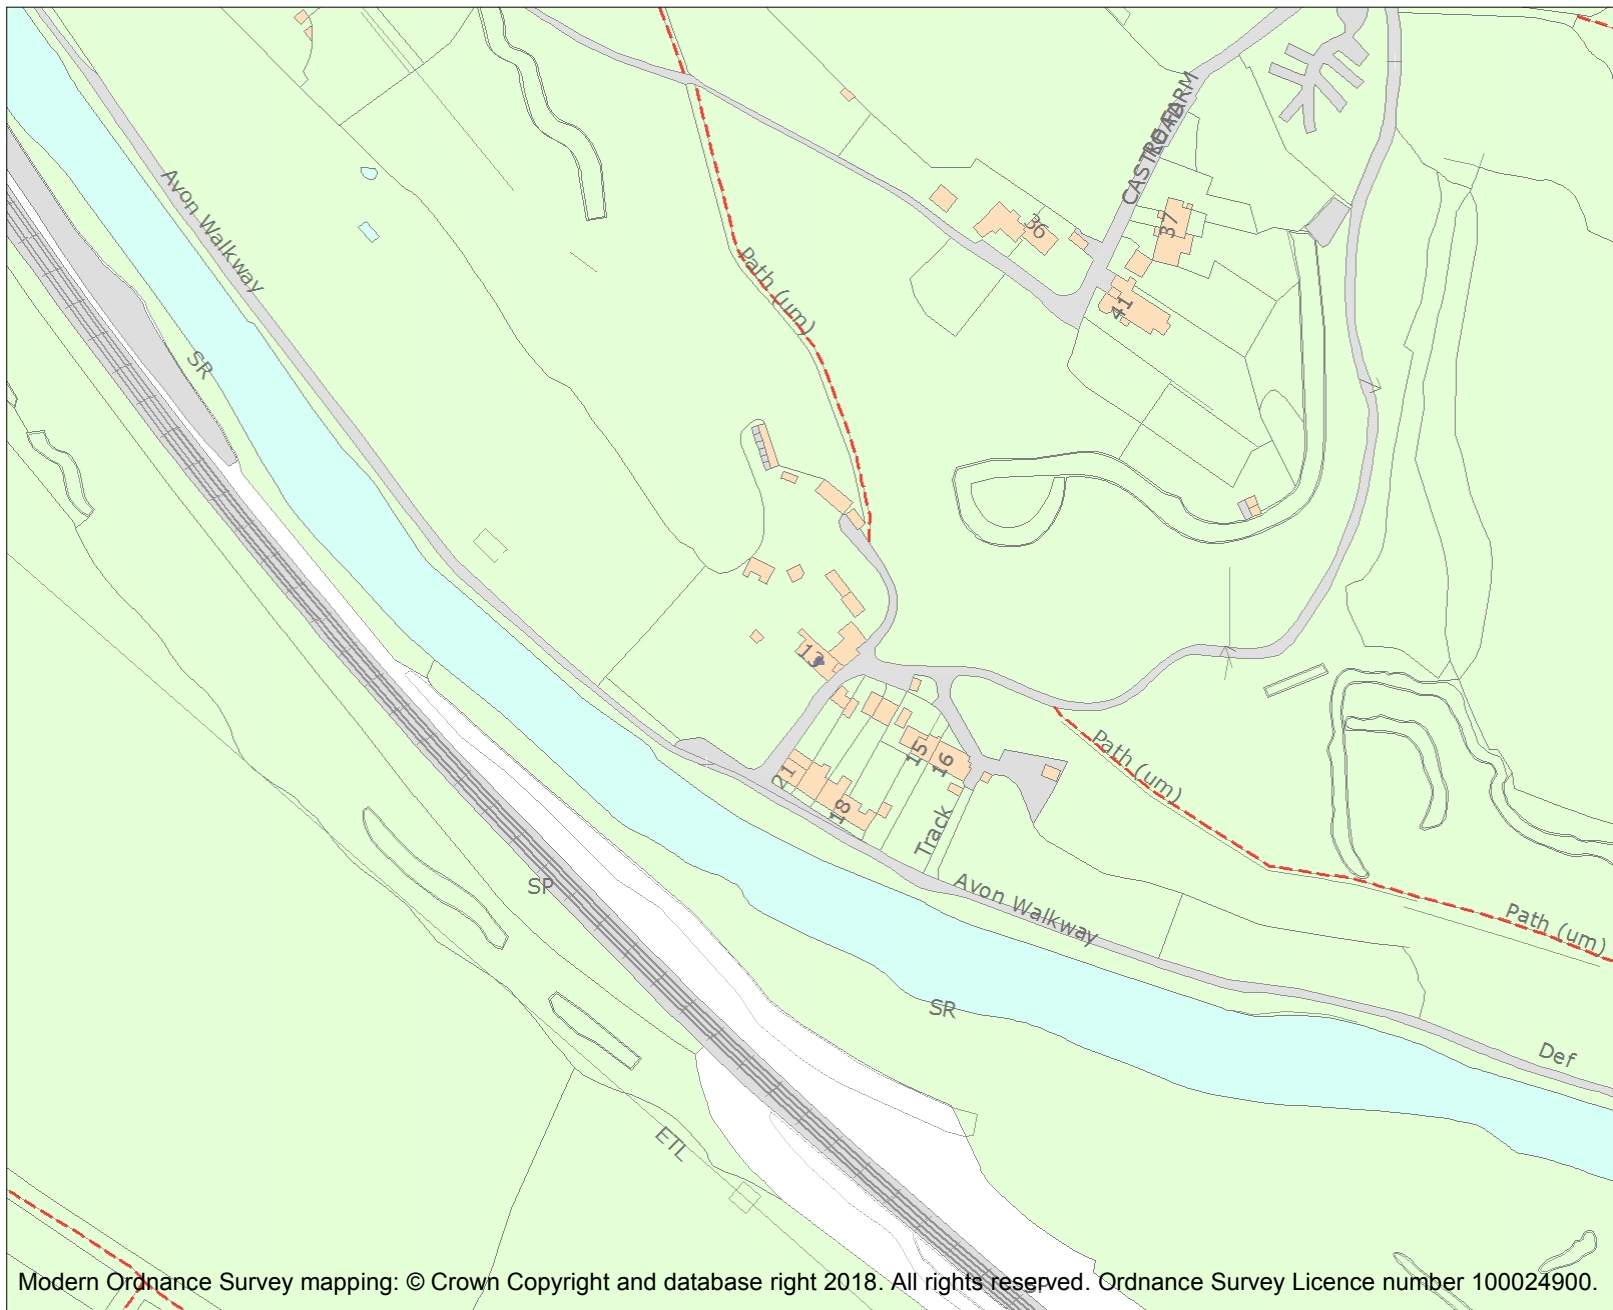 CASTLE FARM
ROAD
Avon Walkway
36
37
Path (um)
41
SR
13
15
16
Path (um)
21
18
Track
SP
Avon Walkway
Path (um)
SR
Def
ETL
SP
Modern Ordnance Survey mapping: © Crown Copyright and database right 2018. All rights reserved. Ordnance Survey Licence number 100024900.